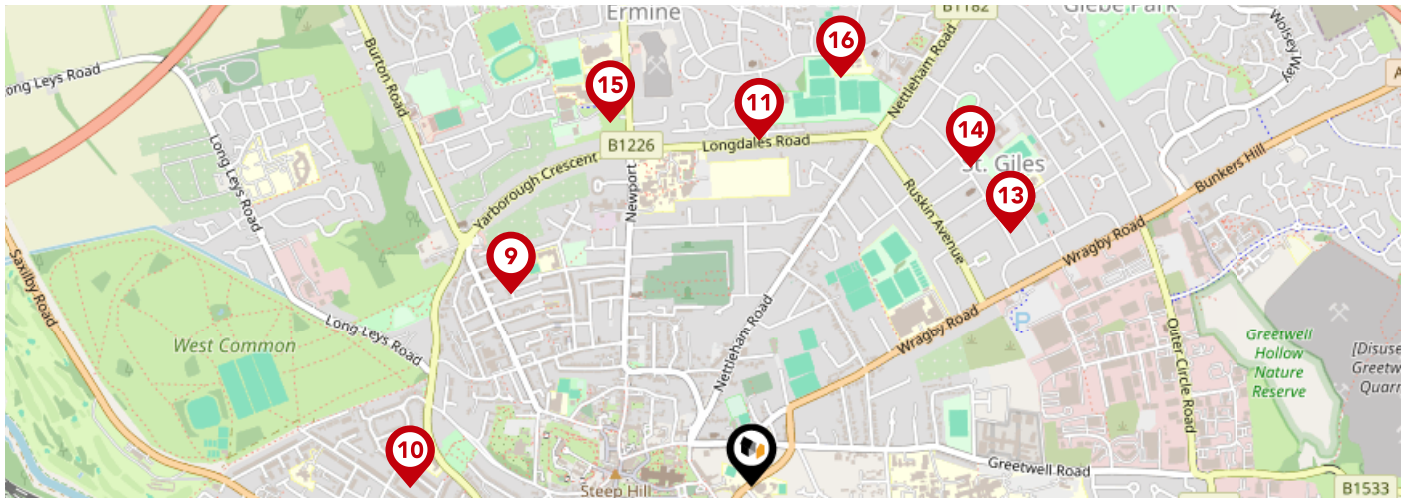 Ermine
B1182
Glebe Park
Wolsey Way
Long Leys Road
Burton Road
16
Nettleham Road
A
15
11
14
B1226
Longdales Road
St. Giles
Bunkers Hill
Long Leys Road
Yarborough Crescent
Newport
Ruskin Avenue
13
Wragby Road
9
Saxilby Road
Long Leys Road
West Common
Nettleham Road
Wragby Road
P
Outer Circle Road
Greetwell
Hollow
Nature
Reserve
[Disuse
Greetw
Quarr
10
Greetwell Road
Steep Hill
B1533